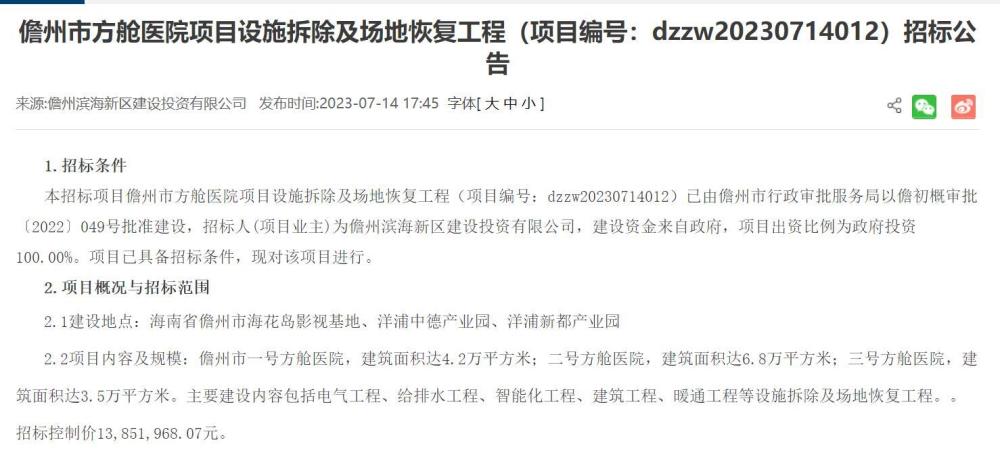 儋州市方舱医院项目设施拆除及场地恢复工程（项目编号：dzzw20230714012）招标公
告
来源:儋州滨海新区建设投资有限公司 发布时间:2023-07-14 17:45 字体[ 大 中 小 ]
1.招标条件
本招标项目儋州市方舱医院项目设施拆除及场地恢复工程（项目编号：dzzw20230714012）已由儋州市行政审批服务局以儋初概审批
〔2022〕049号批准建设，招标人(项目业主)为儋州滨海新区建设投资有限公司，建设资金来自政府，项目出资比例为政府投资
100.00%。项目已具备招标条件，现对该项目进行。
2.项目概况与招标范围
2.1建设地点：海南省儋州市海花岛影视基地、洋浦中德产业园、洋浦新都产业园
2.2项目内容及规模：儋州市一号方舱医院，建筑面积达4.2万平方米；二号方舱医院，建筑面积达6.8万平方米；三号方舱医院，建
筑面积达3.5万平方米。主要建设内容包括电气工程、给排水工程、智能化工程、建筑工程、暖通工程等设施拆除及场地恢复工程。。
招标控制价13,851,968.07元。